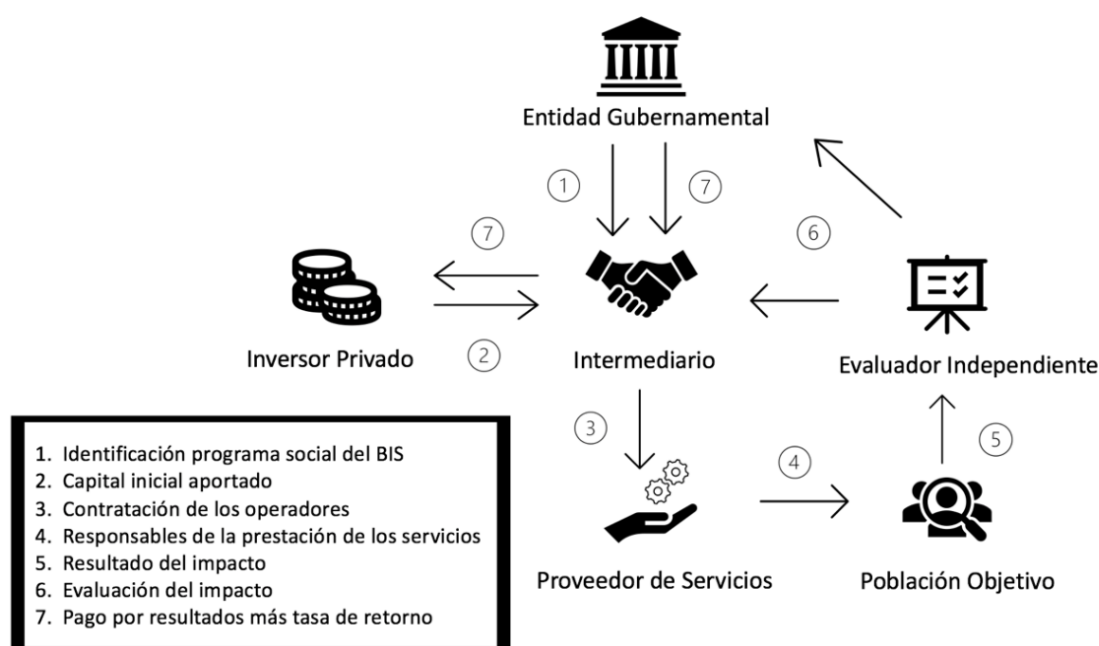 Entidad Gubernamental
1
7
7
6
Inversor Privado
2
Intermediario
Evaluador Independiente
3
4
5
Proveedor de Servicios
Población Objetivo
1. Identificación programa social del BIS
2. Capital inicial aportado
3. Contratación de los operadores
4. Responsables de la prestación de los servicios
5. Resultado del impacto
6. Evaluación del impacto
7. Pago por resultados más tasa de retorno